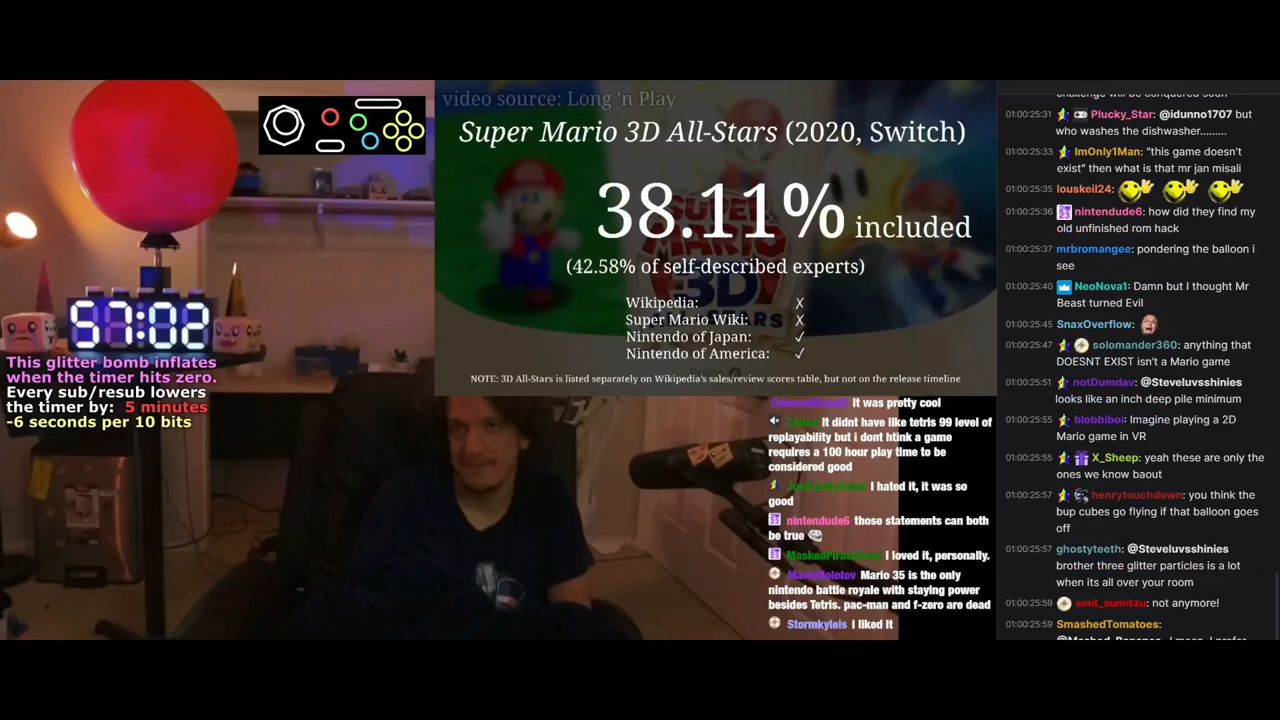 57:02
This glitter bomb inflates
when the timer hits zero.
Every sub/resub lowers
the timer by: 5 minutes
-6 seconds per 10 bits
video source: Long 'n Play
Super Mario 3D All-Stars (2020, Switch)
38.11% included
(42.58% of self-described experts)
Wikipedia: X
Super Mario Wiki: X
Nintendo of Japan: ✓
Nintendo of America: ✓
NOTE: 3D All-Stars is listed separately on Wikipedia's sales/review scores table, but not on the release timeline
It was pretty cool
It didnt have like tetris 99 level of
replayability but i dont htink a game
requires a 100 hour play time to be
considered good
I hated it, it was so
good
nintendude6 those statements can both
be true
I loved it, personally.
Mario 35 is the only
nintendo battle royale with staying power
besides Tetris. pac-man and f-zero are dead
Stormkyleis I liked it
challenge will be conquered soon
01:00:25:31 Plucky_Star: @idunno1707 but
who washes the dishwasher.........
01:00:25:33 ImOnly1Man: "this game doesn't
exist" then what is that mr jan misali
01:00:25:35 louskeil24:
01:00:25:36 nintendude6: how did they find my
old unfinished rom hack
01:00:25:37 mrbromangee: pondering the balloon i
see
01:00:25:40 NeoNova1: Damn but I thought Mr
Beast turned Evil
01:00:25:45 SnaxOverflow:
01:00:25:47 solomander360: anything that
DOESNT EXIST isn't a Mario game
01:00:25:51 notDumdav: @Steveluvsshinies
looks like an inch deep pile minimum
01:00:25:55 blobbiboi: Imagine playing a 2D
Mario game in VR
01:00:25:55 X_Sheep: yeah these are only the
ones we know baout
01:00:25:57 henrytouchdown: you think the
bup cubes go flying if that balloon goes
off
01:00:25:57 ghostyteeth: @Steveluvsshinies
brother three glitter particles is a lot
when its all over your room
01:00:25:59 smit_sumitzu: not anymore!
01:00:25:59 SmashedTomatoes: